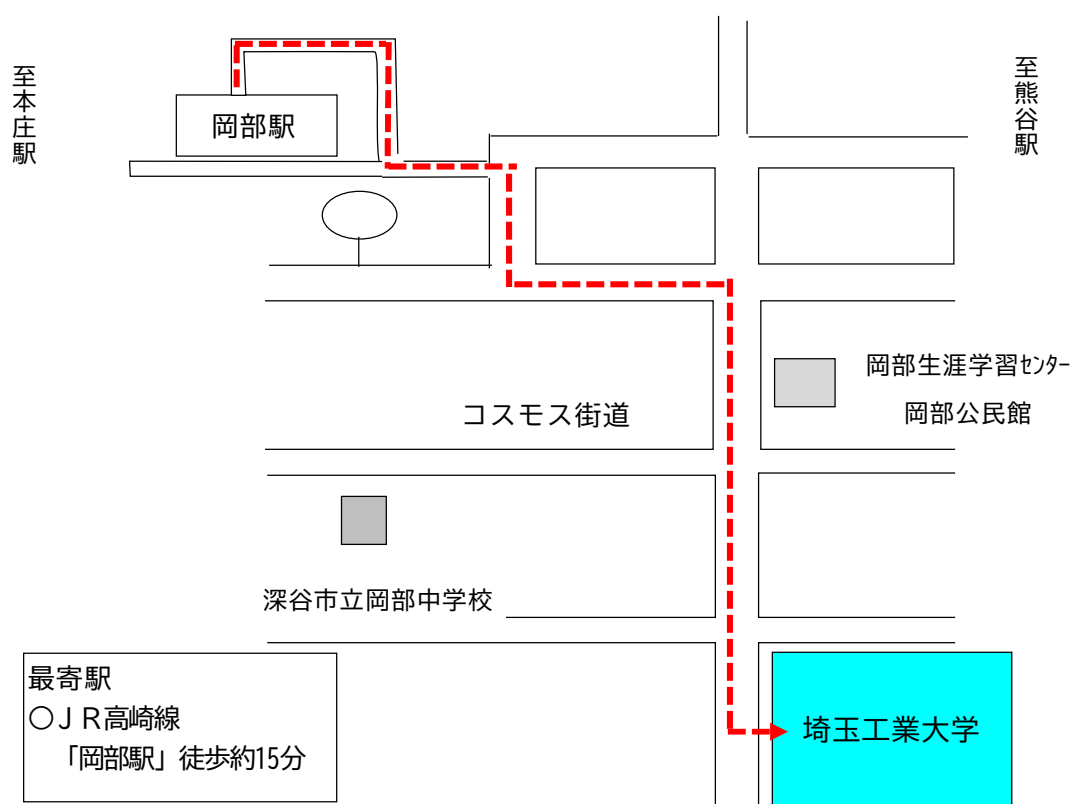 至本庄駅
岡部駅
至熊谷駅
岡部生涯学習ｾﾝﾀｰ
岡部公民館
コスモス街道
深谷市立岡部中学校
最寄駅
○ＪＲ高崎線
「岡部駅」徒歩約15分
埼玉工業大学